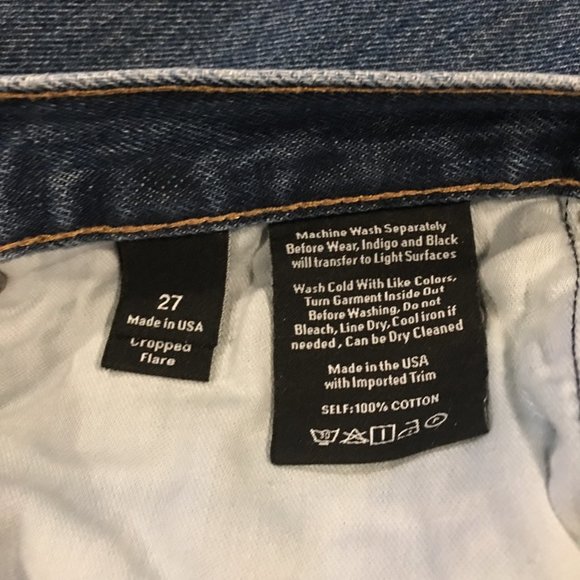 27
Made in USA
Cropped
Flare
Machine Wash Separately
Before Wear, Indigo and Black
will transfer to Light Surfaces
Wash Cold With Like Colors,
Turn Garment Inside Out
Before Washing, Do not
Bleach, Line Dry, Cool iron if
needed, Can be Dry Cleaned
Made in the USA
with Imported Trim
SELF:100% COTTON